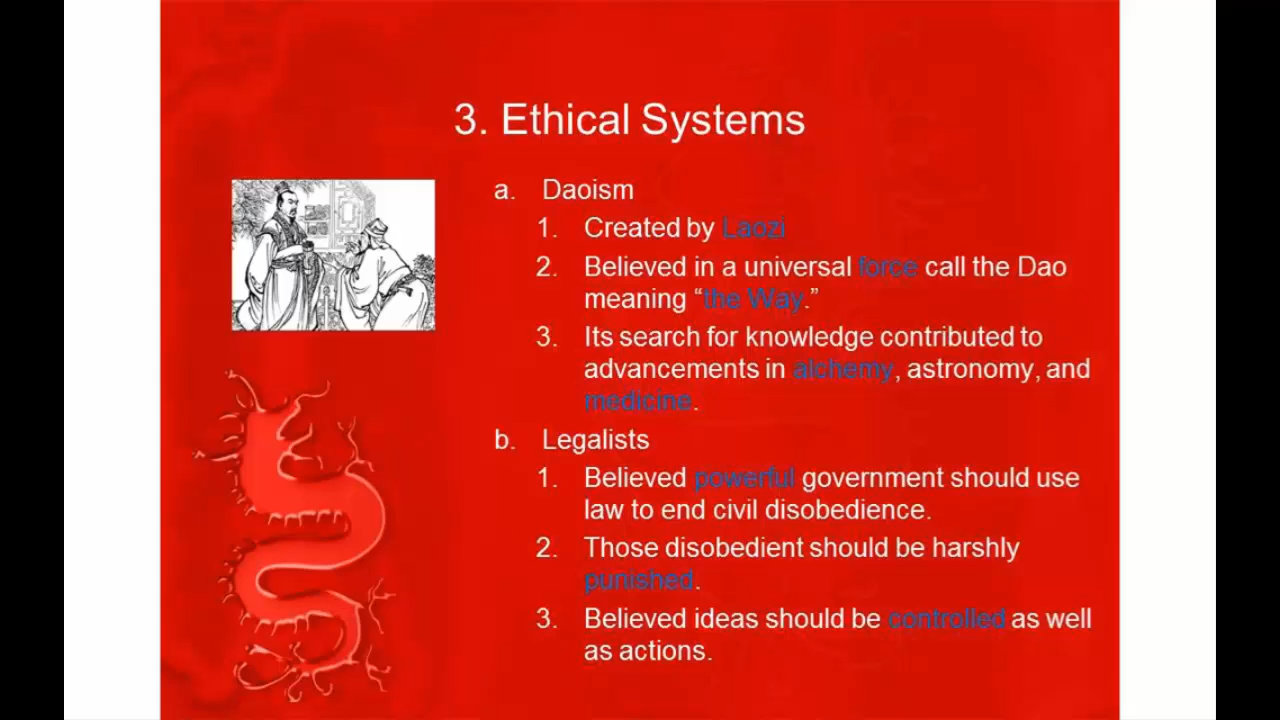 3. Ethical Systems
a. Daoism
1. Created by Laozi
2. Believed in a universal force call the Dao
meaning “the Way.”
3. Its search for knowledge contributed to
advancements in alchemy, astronomy, and
medicine.
b. Legalists
1. Believed powerful government should use
law to end civil disobedience.
2. Those disobedient should be harshly
punished.
3. Believed ideas should be controlled as well
as actions.